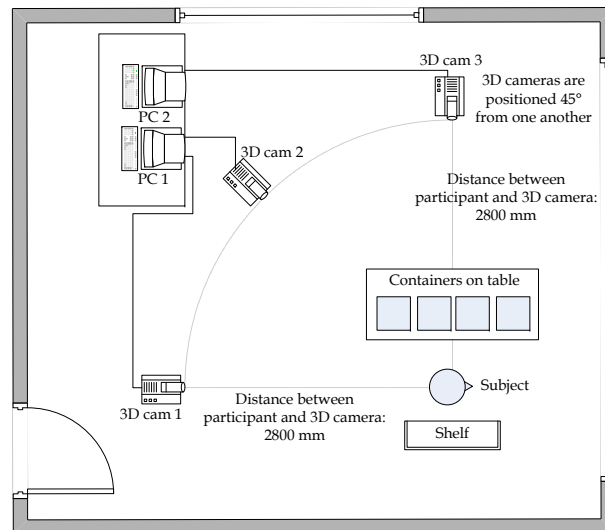 3D cam 3
3D cameras are
positioned 45°
from one another
PC 2
PC 1
3D cam 2
Distance between
participant and 3D camera:
2800 mm
Containers on table
Subject
3D cam 1
Distance between
participant and 3D camera:
2800 mm
Shelf